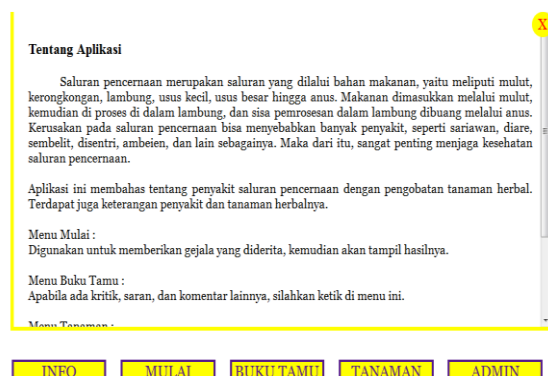 X
Tentang Aplikasi
Saluran pencernaan merupakan saluran yang dilalui bahan makanan, yaitu meliputi mulut,
kerongkongan, lambung, usus kecil, usus besar hingga anus. Makanan dimasukkan melalui mulut,
kemudian di proses di dalam lambung, dan sisa pemrosesan dalam lambung dibuang melalui anus.
Kerusakan pada saluran pencernaan bisa menyebabkan banyak penyakit, seperti sariawan, diare,
sembelit, disentri, ambeien, dan lain sebagainya. Maka dari itu, sangat penting menjaga kesehatan
saluran pencernaan.
Aplikasi ini membahas tentang penyakit saluran pencernaan dengan pengobatan tanaman herbal.
Terdapat juga keterangan penyakit dan tanaman herbalnya.
Menu Mulai :
Digunakan untuk memberikan gejala yang diderita, kemudian akan tampil hasilnya.
Menu Buku Tamu :
Apabila ada kritik, saran, dan komentar lainnya, silahkan ketik di menu ini.
Menu Tanaman :
INFO MULAI BUKU TAMU TANAMAN ADMIN